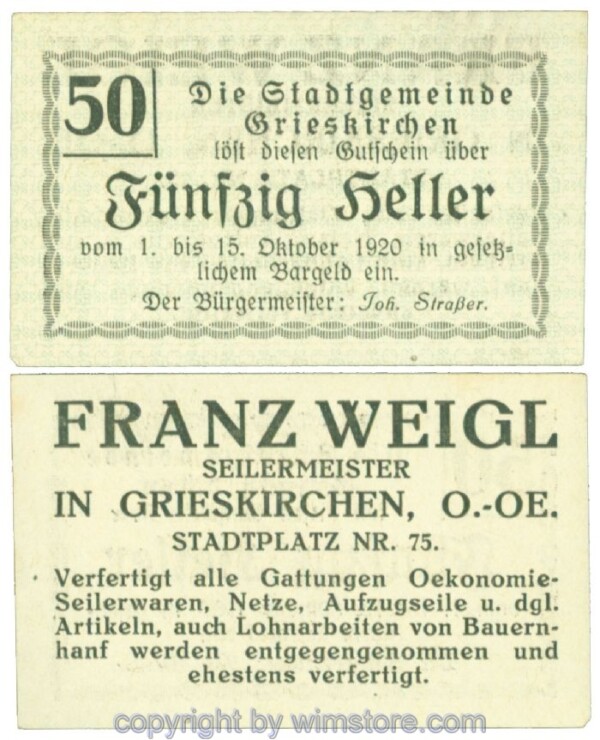 50
Die Stadtgemeinde
Grieskirchen
löst diesen Gutschein über
Fünfzig Heller
vom 1. bis 15. Oktober 1920 in gesetz-
lichem Bargeld ein.
Der Bürgermeister: Joh. Straßer.
FRANZ WEIGL
SEILERMEISTER
IN GRIESKIRCHEN, O.-OE.
STADTPLATZ NR. 75.
Verfertigt alle Gattungen Oekonomie-
Seilerwaren, Netze, Aufzugseile u. dgl.
Artikeln, auch Lohnarbeiten von Bauern-
hanf werden entgegengenommen und
ehestens verfertigt.
copyright by wimstore.com